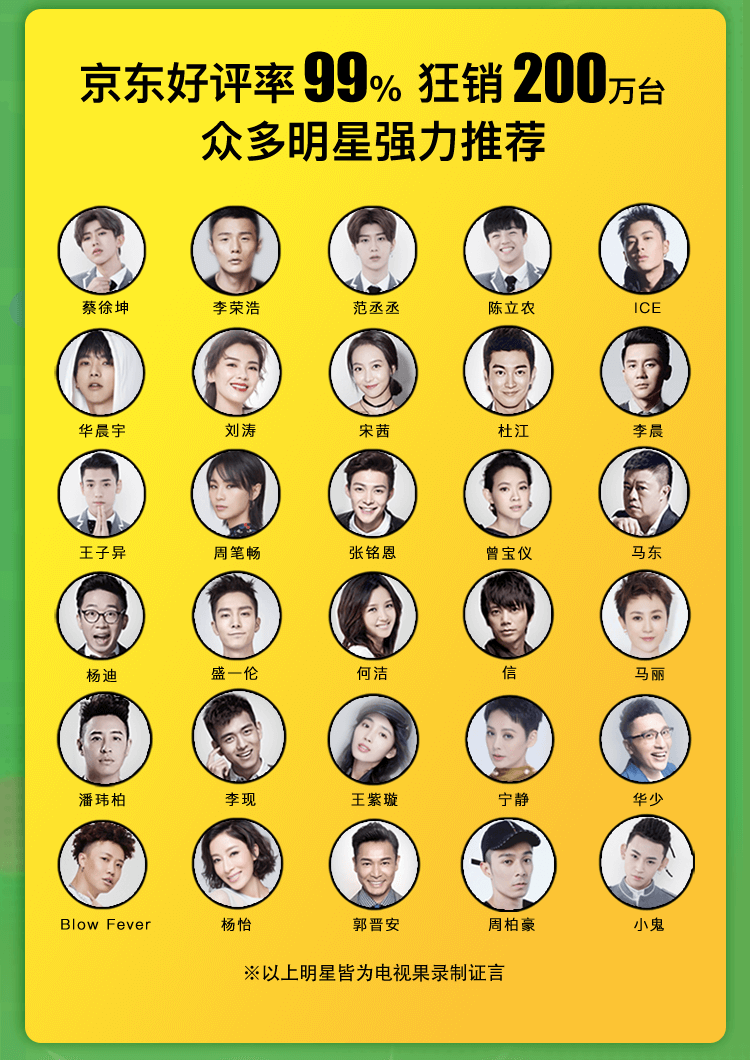 京东好评率99% 狂销200万台
众多明星强力推荐
蔡徐坤 李荣浩 范丞丞 陈立农 ICE
华晨宇 刘涛 宋茜 杜江 李晨
王子异 周笔畅 张铭恩 曾宝仪 马东
杨迪 盛一伦 何洁 信 马丽
潘玮柏 李现 王紫璇 宁静 华少
Blow Fever 杨怡 郭晋安 周柏豪 小鬼
※以上明星皆为电视果录制证言